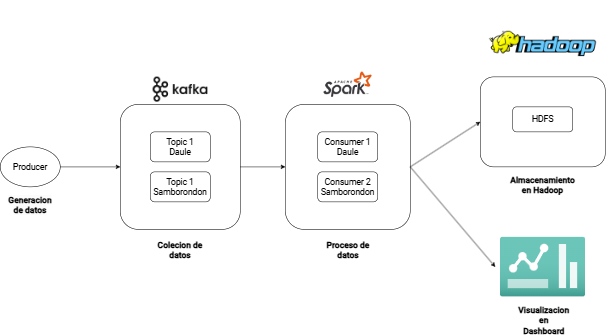 hadoop
kafka
APACHE
Spark
Topic 1
Daule
Topic 1
Samborondon
Consumer 1
Daule
Consumer 2
Samborondon
HDFS
Producer
Generacion
de datos
Colecion de
datos
Proceso de
datos
Almacenamiento
en Hadoop
Visualizacion
en
Dashboard